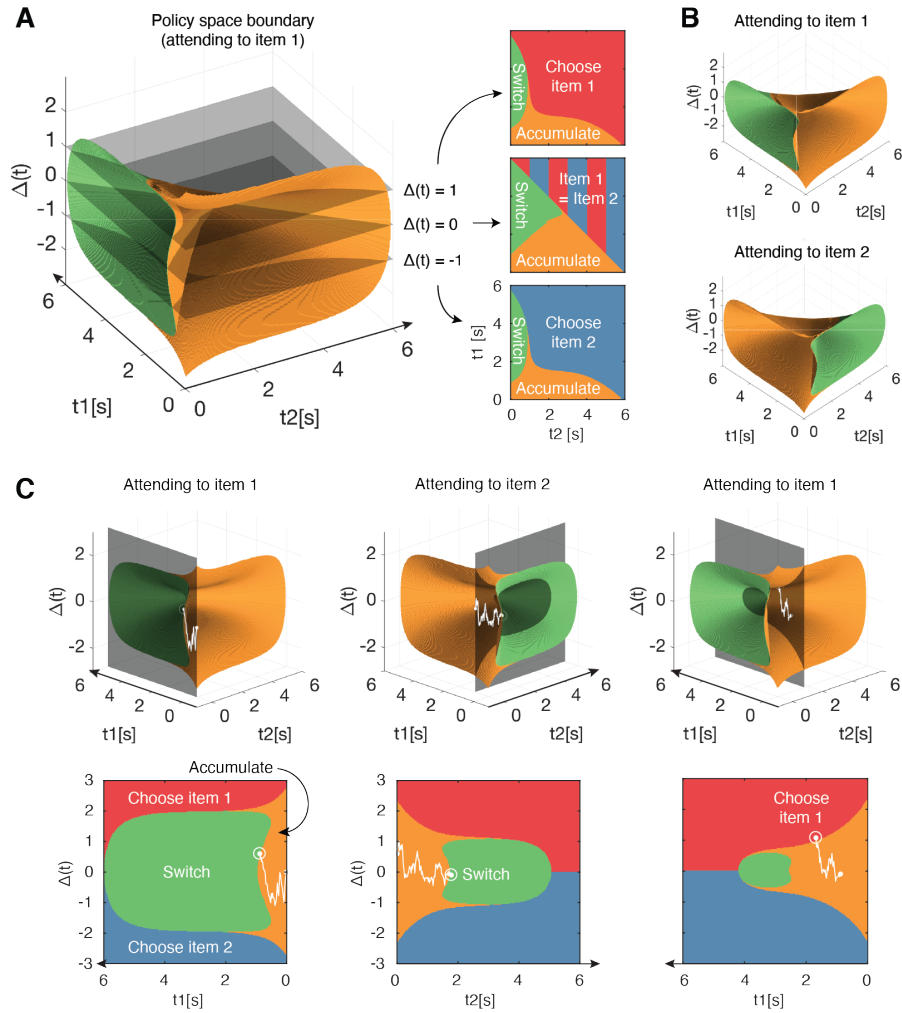 A
Policy space boundary
(attending to item 1)
Δ(t)
2
1
0
-1
-2
6
4
2
0
t1[s]
0
2
4
6
t2[s]
Δ(t) = 1
Δ(t) = 0
Δ(t) = -1
Switch
Choose
item 1
Accumulate
Switch
Item 1
= Item 2
Accumulate
6
4
2
0
t1 [s]
Switch
Choose
item 2
Accumulate
0 2 4 6
t2 [s]
B
Attending to item 1
Δ(t)
2
1
0
-1
-2
6
4
2
0
t1[s]
0
2
4
6
t2[s]
Attending to item 2
Δ(t)
2
1
0
-1
-2
6
4
2
0
t1[s]
0
2
4
6
t2[s]
C
Attending to item 1
Δ(t)
2
0
-2
4
2
0
t1[s]
0
2
4
6
t2[s]
Attending to item 2
Δ(t)
2
0
-2
6
4
2
0
t1[s]
0
2
4
6
t2[s]
Attending to item 1
Δ(t)
2
0
-2
6
4
2
0
t1[s]
0
2
4
6
t2[s]
Accumulate
Δ(t)
3
2
1
0
-1
-2
-3
Choose item 1
Switch
Choose item 2
6 4 2 0
t1[s]
Δ(t)
3
2
1
0
-1
-2
-3
Switch
0 2 4 6
t2[s]
Δ(t)
3
2
1
0
-1
-2
-3
Choose
item 1
6 4 2 0
t1[s]